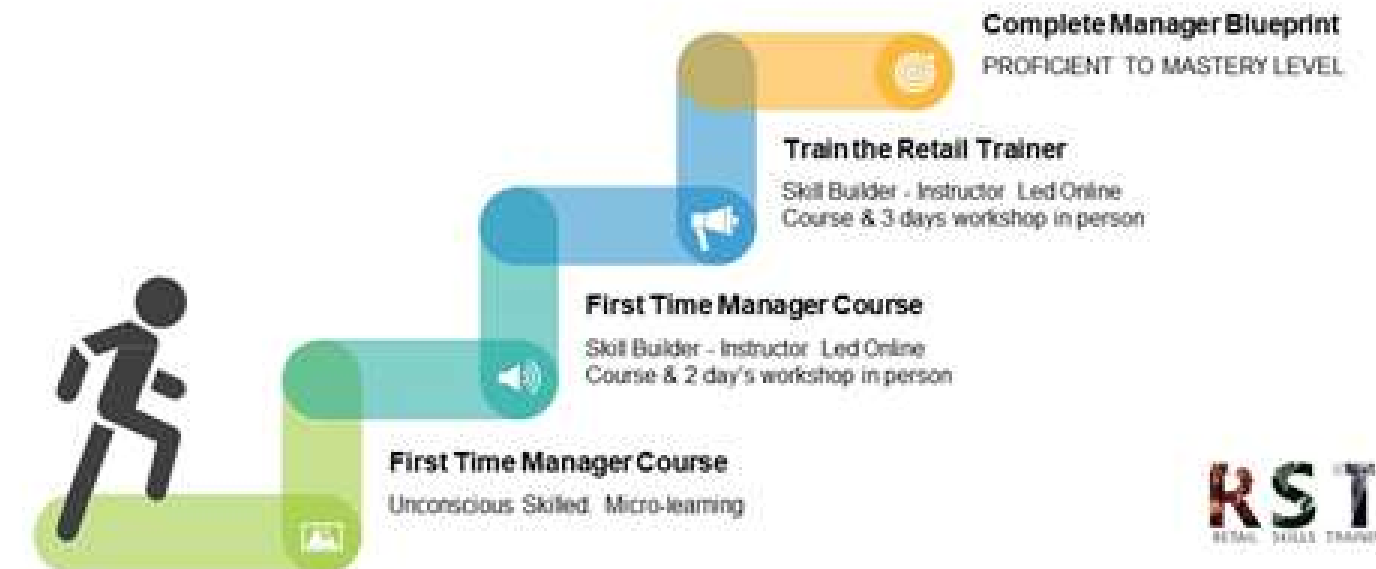 Complete Manager Blueprint
PROFICIENT TO MASTERY LEVEL
Train the Retail Trainer
Skill Builder - Instructor Led Online
Course & 3 days workshop in person
First Time Manager Course
Skill Builder - Instructor Led Online
Course & 2 day's workshop in person
First Time Manager Course
Unconscious Skilled Micro-learning
RST
RETAIL SKILLS